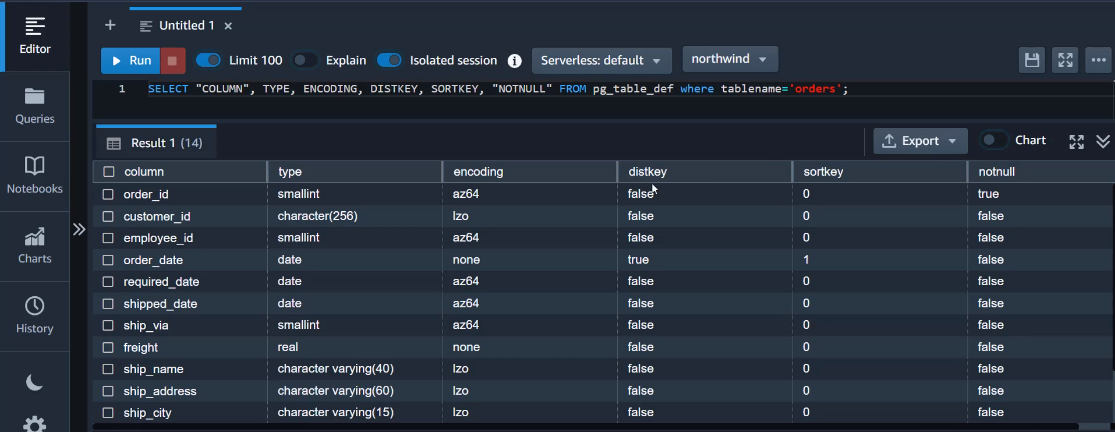 Editor
Queries
Notebooks
Charts
History
+ Untitled 1 ×
Run Limit 100 Explain Isolated session i Serverless: default northwind
1 SELECT "COLUMN", TYPE, ENCODING, DISTKEY, SORTKEY, "NOTNULL" FROM pg_table_def where tablename='orders';
Result 1 (14) Export Chart
column type encoding distkey sortkey notnull
order_id smallint az64 false 0 true
customer_id character(256) lzo false 0 false
employee_id smallint az64 false 0 false
order_date date none true 1 false
required_date date az64 false 0 false
shipped_date date az64 false 0 false
ship_via smallint az64 false 0 false
freight real none false 0 false
ship_name character varying(40) lzo false 0 false
ship_address character varying(60) lzo false 0 false
ship_city character varying(15) lzo false 0 false